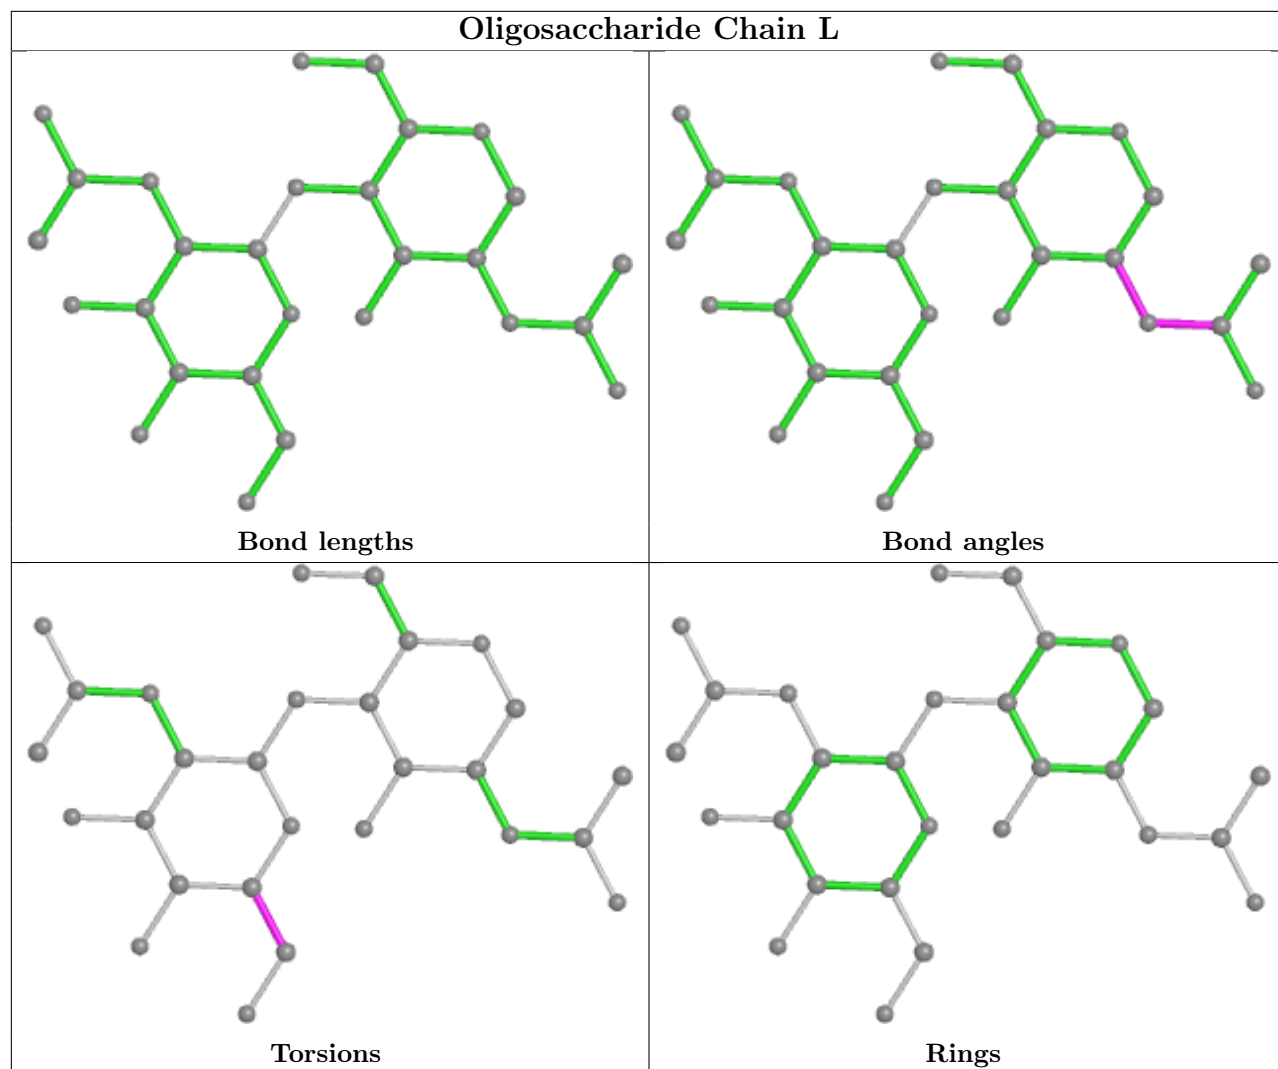 Oligosaccharide Chain L
Bond lengths
Bond angles
Torsions
Rings